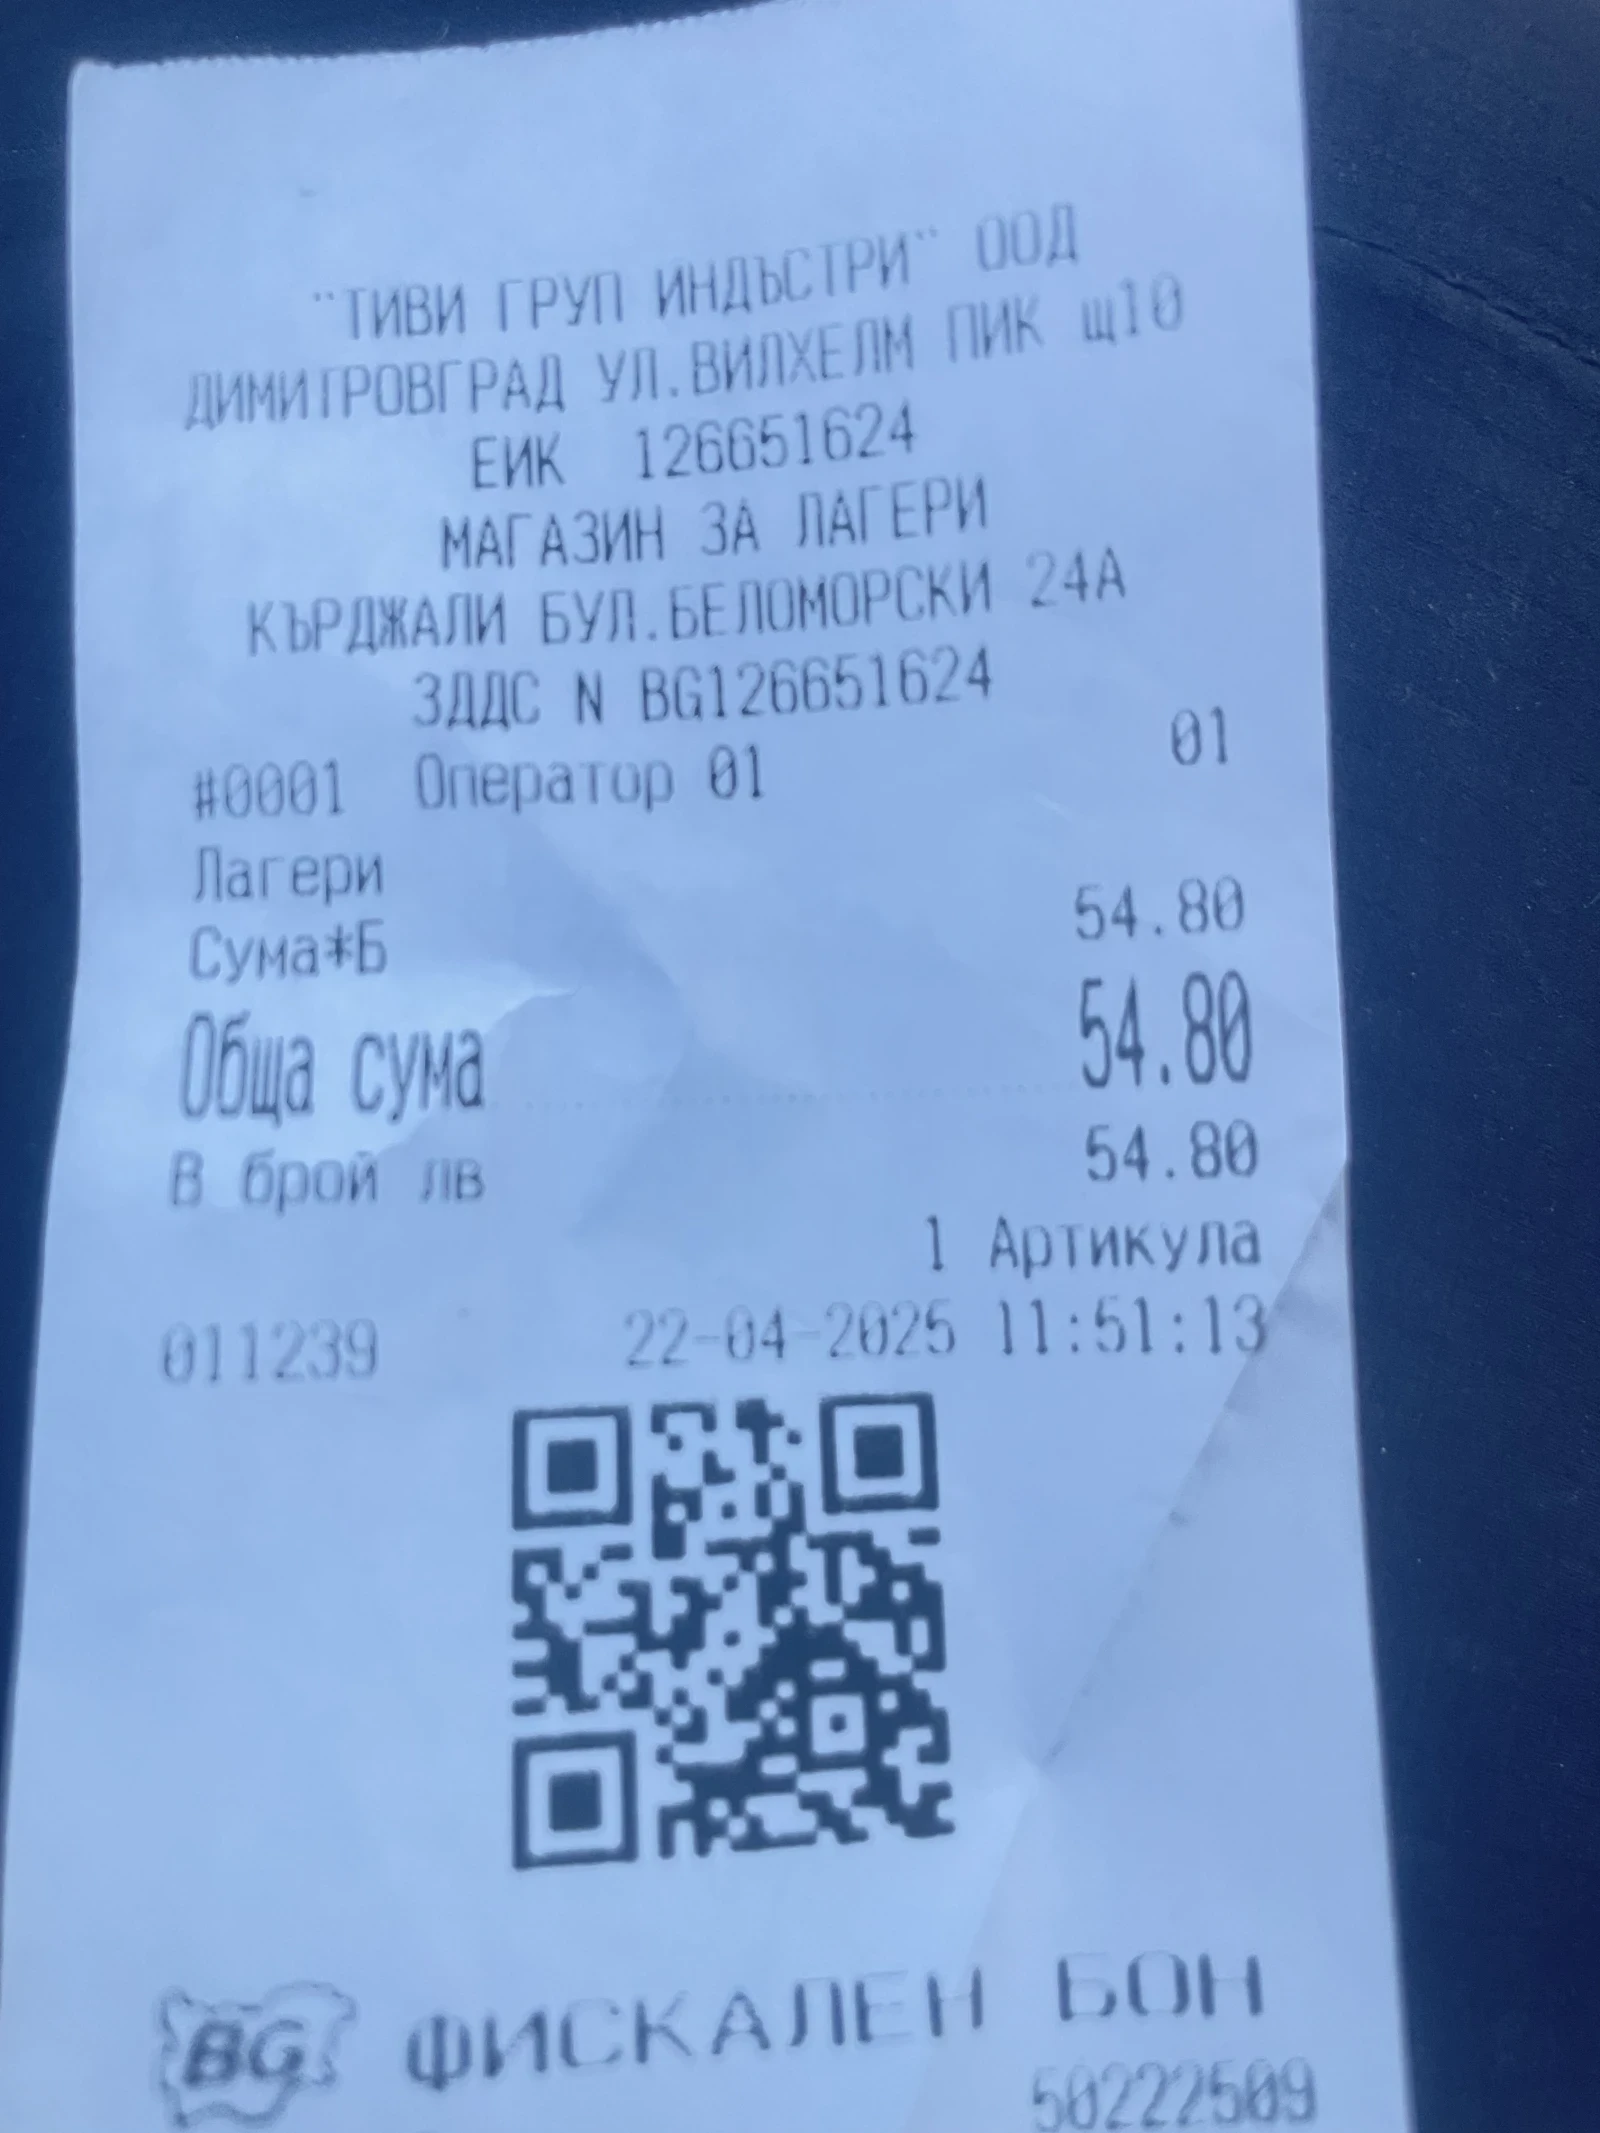 "ТИВИ ГРУП ИНДЪСТРИ" ООД
ДИМИТРОВГРАД УЛ.ВИЛХЕЛМ ПИК щ10
ЕИК 126651624
МАГАЗИН ЗА ЛАГЕРИ
КЪРДЖАЛИ БУЛ.БЕЛОМОРСКИ 24А
ЗДДС N BG126651624
#0001 Оператор 01 01
Лагери
Сума*Б 54.80
Обща сума 54.80
В брой лв 54.80
1 Артикула
011239 22-04-2025 11:51:13
BG ФИСКАЛЕН БОН
50222509